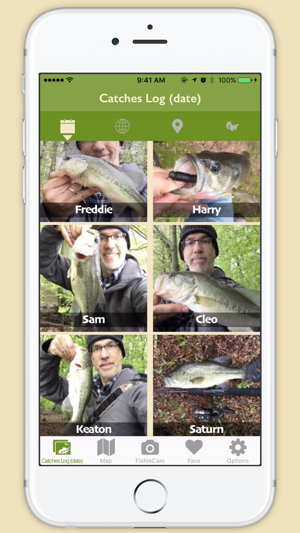 9:41 AM
100%
Catches Log (date)
Freddie
Harry
Sam
Cleo
Keaton
Saturn
Catches Log (date)
Map
FishieCam
Favs
Options